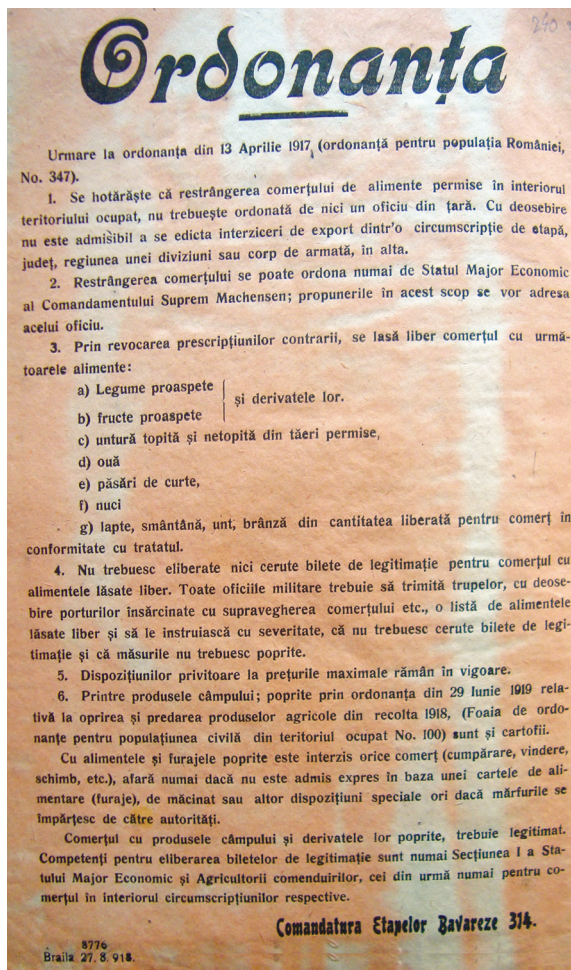 240
Ordonanța
Urmare la ordonanța din 13 Aprilie 1917, (ordonanță pentru populația României,
No. 347).
1. Se hotărăște că restrângerea comerțului de alimente permise în interiorul
teritoriului ocupat, nu trebuește ordonată de nici un oficiu din țară. Cu deosebire
nu este admisibil a se edicta interziceri de export dintr'o circumscripție de etapă,
județ, regiunea unei diviziuni sau corp de armată, în alta.
2. Restrângerea comerțului se poate ordona numai de Statul Major Economic
al Comandamentului Suprem Machensen; propunerile în acest scop se vor adresa
acelui oficiu.
3. Prin revocarea prescripțiunilor contrarii, se lasă liber comerțul cu urmă-
toarele alimente:
a) Legume proaspete
și derivatele lor.
b) fructe proaspete
c) untură topită și netopită din tăeri permise,
d) ouă
e) păsări de curte,
f) nuci
g) lapte, smântână, unt, brânză din cantitatea liberată pentru comerț în
conformitate cu tratatul.
4. Nu trebuesc eliberate nici cerute bilete de legitimație pentru comerțul cu
alimentele lăsate liber. Toate oficiile militare trebuie să trimită trupelor, cu deose-
bire porturilor însărcinate cu supravegherea comerțului etc., o listă de alimentele
lăsate liber și să le instruiască cu severitate, că nu trebuesc cerute bilete de legi-
timație și că măsurile nu trebuesc poprite.
5. Dispozițiunilor privitoare la prețurile maximale rămân în vigoare.
6. Printre produsele câmpului; poprite prin ordonanța din 29 Iunie 1919 rela-
tivă la oprirea și predarea produselor agricole din recolta 1918, (Foaia de ordo-
nanțe pentru populațiunea civilă din teritoriul ocupat No. 100) sunt și cartofii.
Cu alimentele și furajele poprite este interzis orice comerț (cumpărare, vindere,
schimb, etc.), afară numai dacă nu este admis expres în baza unei cartele de ali-
mentare (furaje), de măcinat sau altor dispozițiuni speciale ori dacă mărfurile se
împărțesc de către autorități.
Comerțul cu produsele câmpului și derivatele lor poprite, trebuie legitimat.
Competenți pentru eliberarea biletelor de legitimație sunt numai Secțiunea I a Sta-
tului Major Economic și Agricultorii comenduirilor, cei din urmă numai pentru co-
merțul în interiorul circumscripțiunilor respective.
Comandatura Etapelor Bavareze 314.
8776
Braila 27. 8. 918.